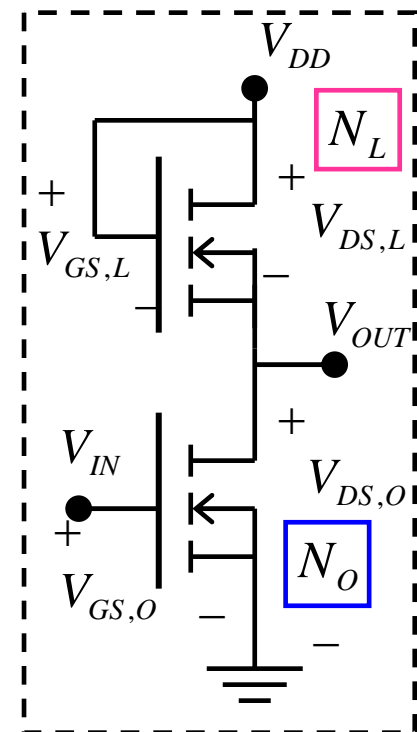 V_DD
N_L
+
+
V_GS,L
V_DS,L
−
−
V_OUT
+
V_IN
V_DS,O
+
N_O
V_GS,O
−
−